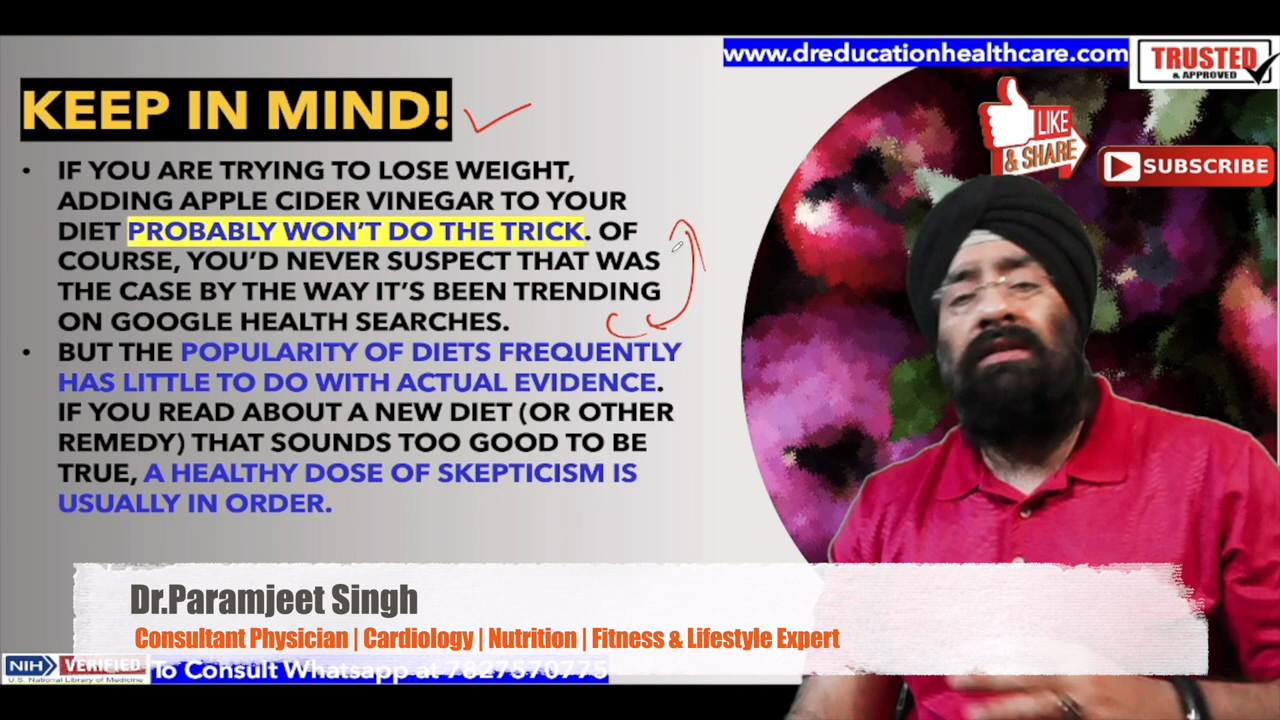 www.dreducationhealthcare.com
TRUSTED
& APPROVED
KEEP IN MIND!
LIKE
& SHARE
SUBSCRIBE
• IF YOU ARE TRYING TO LOSE WEIGHT,
ADDING APPLE CIDER VINEGAR TO YOUR
DIET PROBABLY WON'T DO THE TRICK. OF
COURSE, YOU'D NEVER SUSPECT THAT WAS
THE CASE BY THE WAY IT'S BEEN TRENDING
ON GOOGLE HEALTH SEARCHES.
• BUT THE POPULARITY OF DIETS FREQUENTLY
HAS LITTLE TO DO WITH ACTUAL EVIDENCE.
IF YOU READ ABOUT A NEW DIET (OR OTHER
REMEDY) THAT SOUNDS TOO GOOD TO BE
TRUE, A HEALTHY DOSE OF SKEPTICISM IS
USUALLY IN ORDER.
Dr.Paramjeet Singh
Consultant Physician | Cardiology | Nutrition | Fitness & Lifestyle Expert
NIH VERIFIED
U.S. National Library of Medicine
To Consult Whatsapp at 7827570775